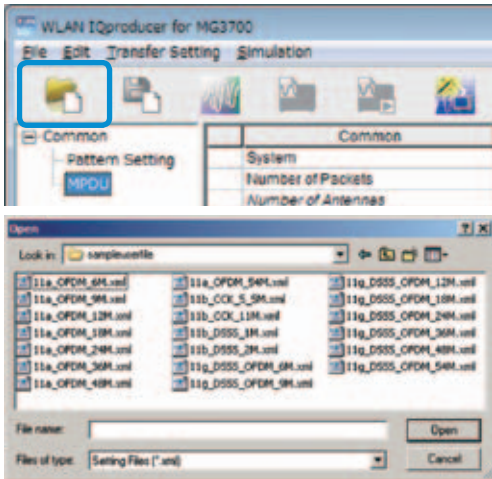 WLAN IQproducer for MG3700
File Edit Transfer Setting Simulation
Common
Pattern Setting
MPDU
Common
System
Number of Packets
Number of Antennas
Open
Look in: sampleuserfile
11a_OFDM_6M.xml
11a_OFDM_9M.xml
11a_OFDM_12M.xml
11a_OFDM_18M.xml
11a_OFDM_24M.xml
11a_OFDM_36M.xml
11a_OFDM_48M.xml
11a_OFDM_54M.xml
11b_CCK_5_5M.xml
11b_CCK_11M.xml
11b_DSSS_1M.xml
11b_DSSS_2M.xml
11g_DSSS_OFDM_6M.xml
11g_DSSS_OFDM_9M.xml
11g_DSSS_OFDM_12M.xml
11g_DSSS_OFDM_18M.xml
11g_DSSS_OFDM_24M.xml
11g_DSSS_OFDM_36M.xml
11g_DSSS_OFDM_48M.xml
11g_DSSS_OFDM_54M.xml
File name: Open
Files of type: Setting Files (*.xml) Cancel